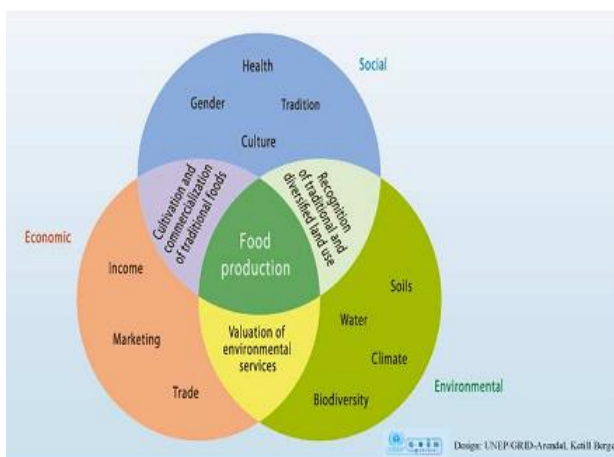 Health
Social
Gender
Tradition
Culture
Cultivation and
commercialization
of traditional foods
Recognition
of traditional and
diversified land use
Economic
Food
production
Income
Soils
Water
Marketing
Valuation of
environmental
services
Climate
Trade
Biodiversity
Environmental
Design: UNEP/GRID-Arendal, Ketill Berge